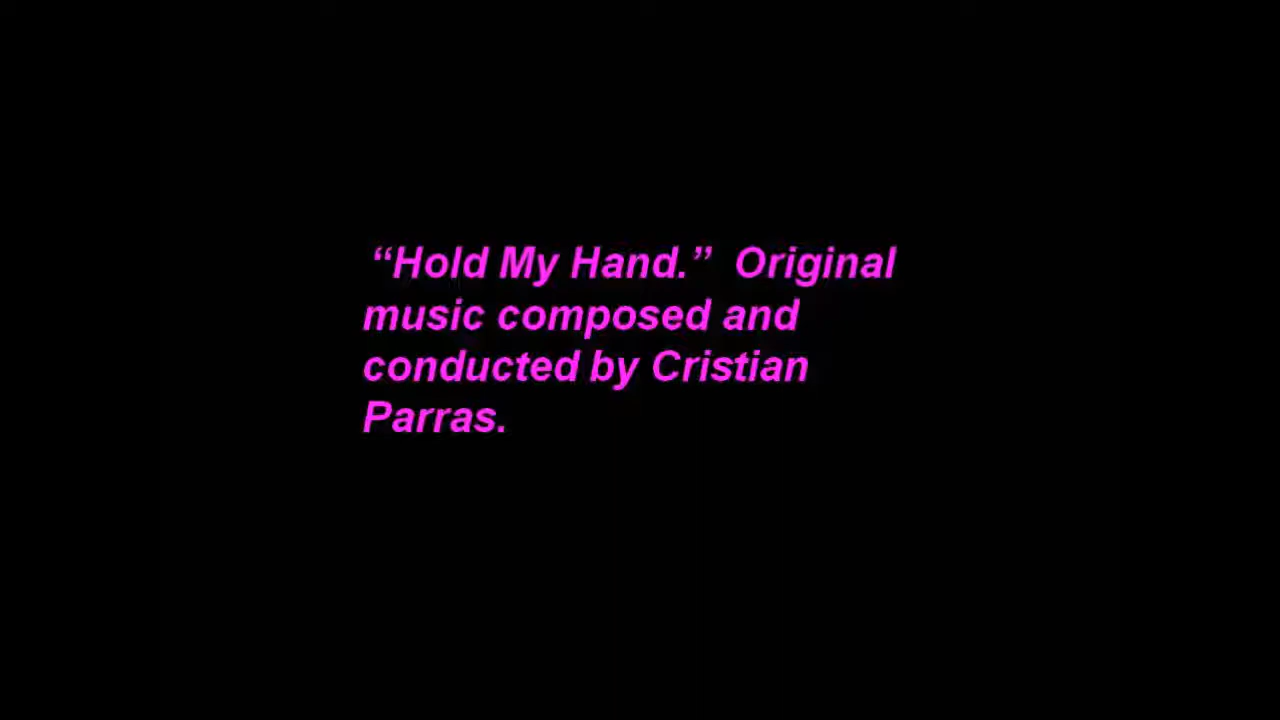 “Hold My Hand.”  Original
music composed and
conducted by Cristian
Parras.